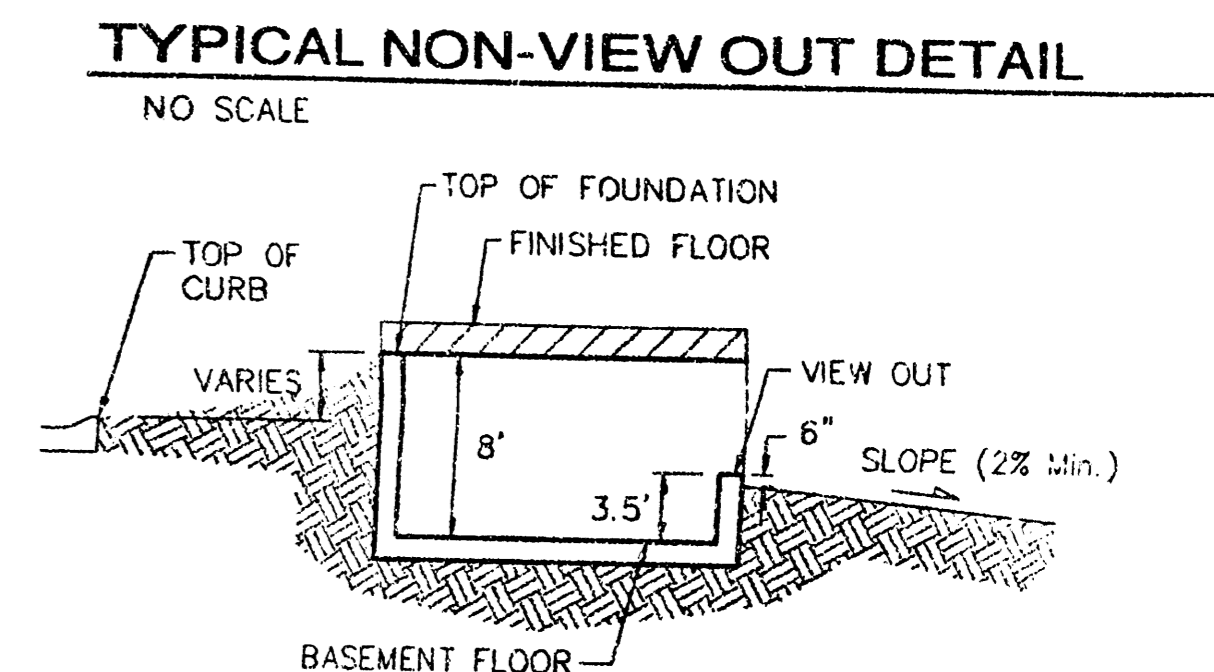 TYPICAL NON-VIEW OUT DETAIL
NO SCALE
TOP OF FOUNDATION
FINISHED FLOOR
TOP OF
CURB
VARIES
VIEW OUT
8'
6"
SLOPE (2% Min.)
3.5'
BASEMENT FLOOR